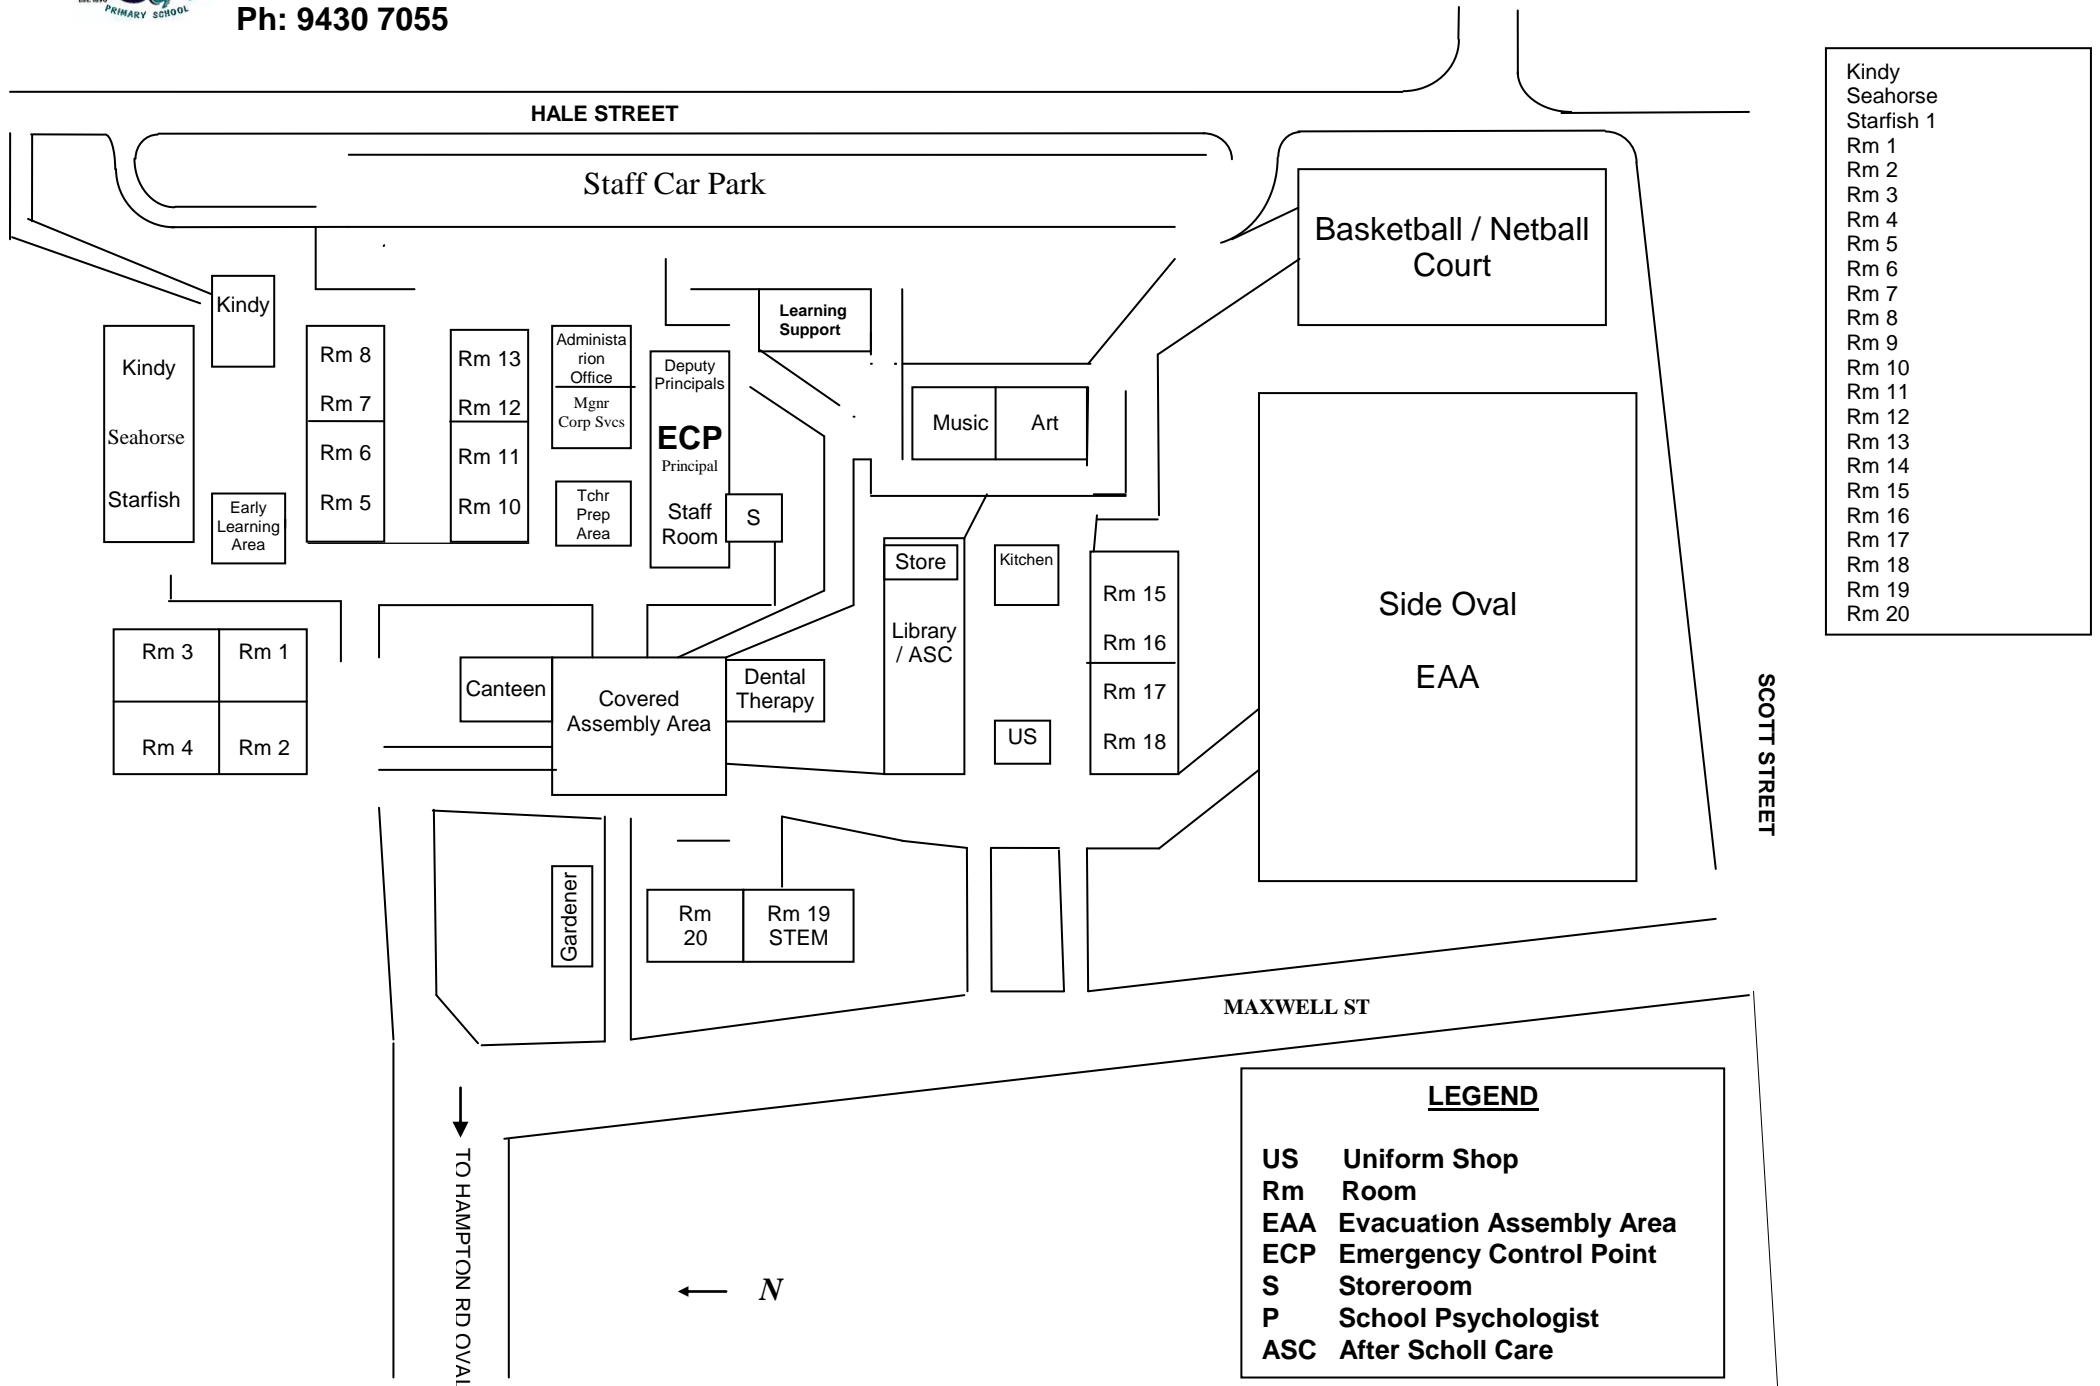 PRIMARY SCHOOL
Ph: 9430 7055
HALE STREET
Staff Car Park
Basketball / Netball
Court
Kindy
Learning
Support
Kindy
Seahorse
Starfish
Early
Learning
Area
Rm 8
Rm 7
Rm 6
Rm 5
Rm 13
Rm 12
Rm 11
Rm 10
Administa
rion
Office
Mgnr
Corp Svcs
Tchr
Prep
Area
Deputy
Principals
ECP
Principal
Staff
Room
S
Music
Art
Store
Library
/ ASC
Kitchen
US
Rm 15
Rm 16
Rm 17
Rm 18
Side Oval
EAA
SCOTT STREET
Rm 3
Rm 1
Rm 4
Rm 2
Canteen
Covered
Assembly Area
Dental
Therapy
Gardener
Rm
20
Rm 19
STEM
MAXWELL ST
TO HAMPTON RD OVAL
N
Kindy
Seahorse
Starfish 1
Rm 1
Rm 2
Rm 3
Rm 4
Rm 5
Rm 6
Rm 7
Rm 8
Rm 9
Rm 10
Rm 11
Rm 12
Rm 13
Rm 14
Rm 15
Rm 16
Rm 17
Rm 18
Rm 19
Rm 20
LEGEND
US Uniform Shop
Rm Room
EAA Evacuation Assembly Area
ECP Emergency Control Point
S Storeroom
P School Psychologist
ASC After Scholl Care